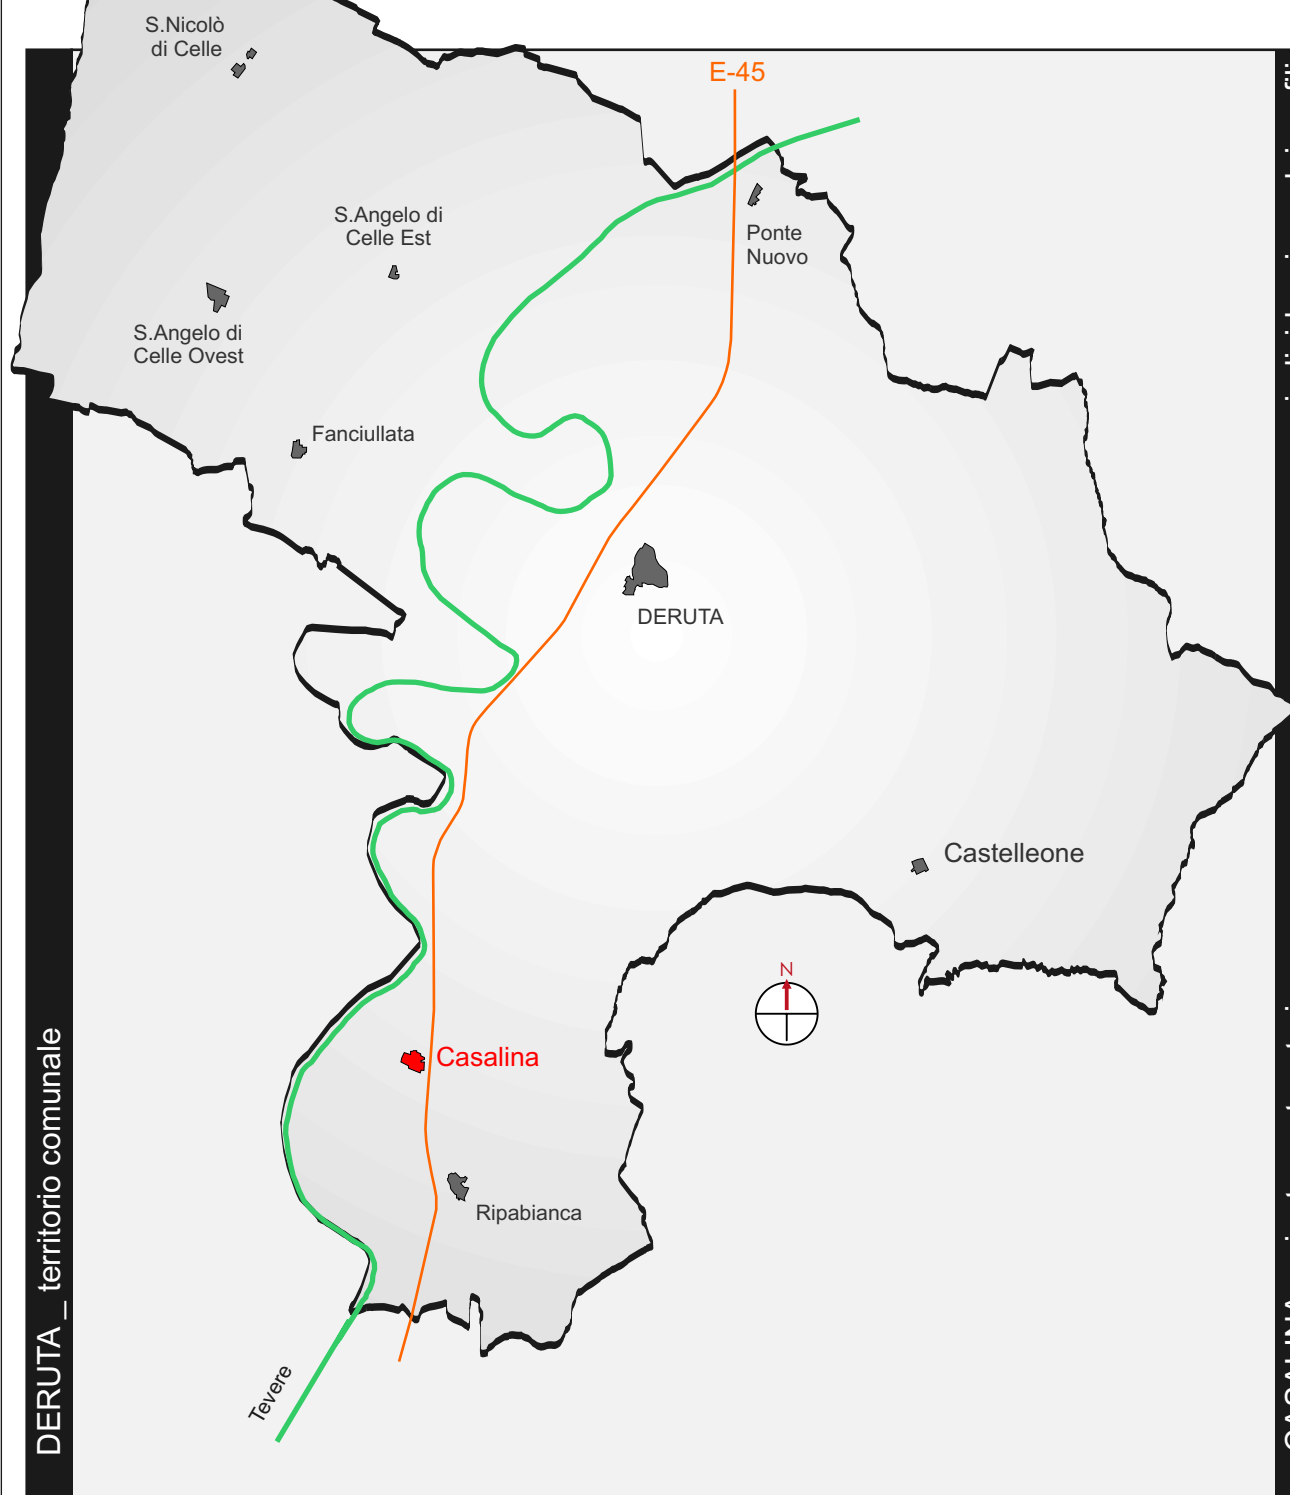 S.Nicolò
di Celle
E-45
S.Angelo di
Celle Est
Ponte
Nuovo
S.Angelo di
Celle Ovest
Fanciullata
DERUTA
Castelleone
N
Casalina
Ripabianca
Tevere
DERUTA _ territorio comunale